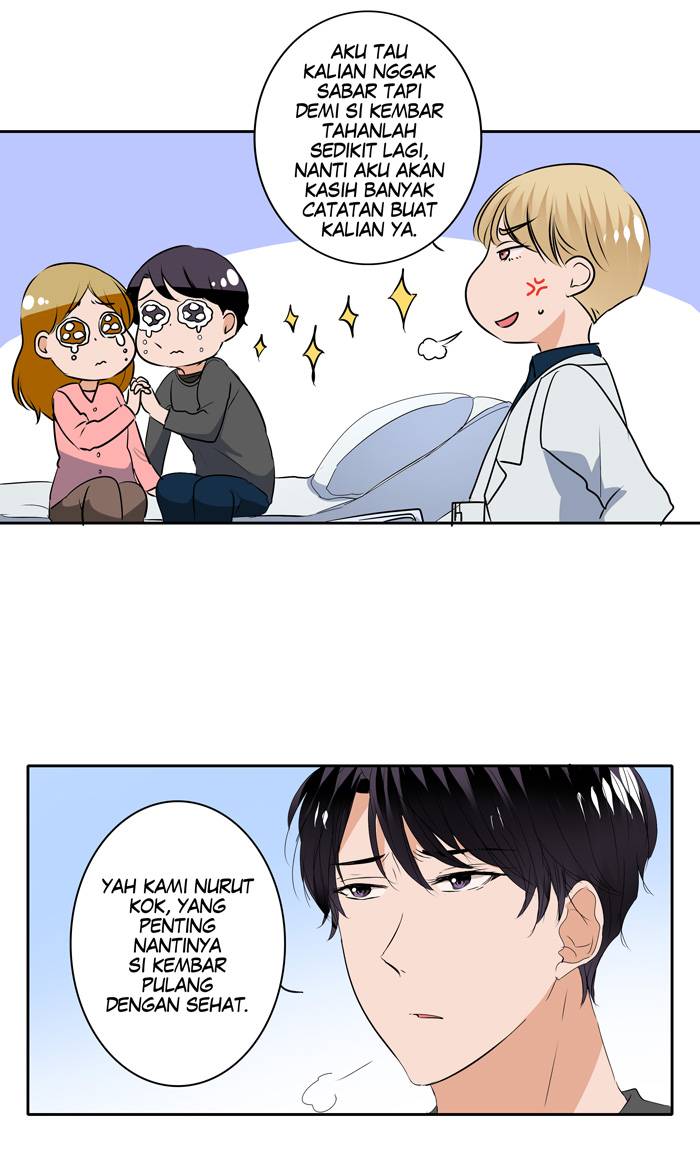 AKU TAU
KALIAN NGGAK
SABAR TAPI
DEMI SI KEMBAR
TAHANLAH
SEDIKIT LAGI,
NANTI AKU AKAN
KASIH BANYAK
CATATAN BUAT
KALIAN YA.
YAH KAMI NURUT
KOK, YANG
PENTING
NANTINYA
SI KEMBAR
PULANG
DENGAN SEHAT.